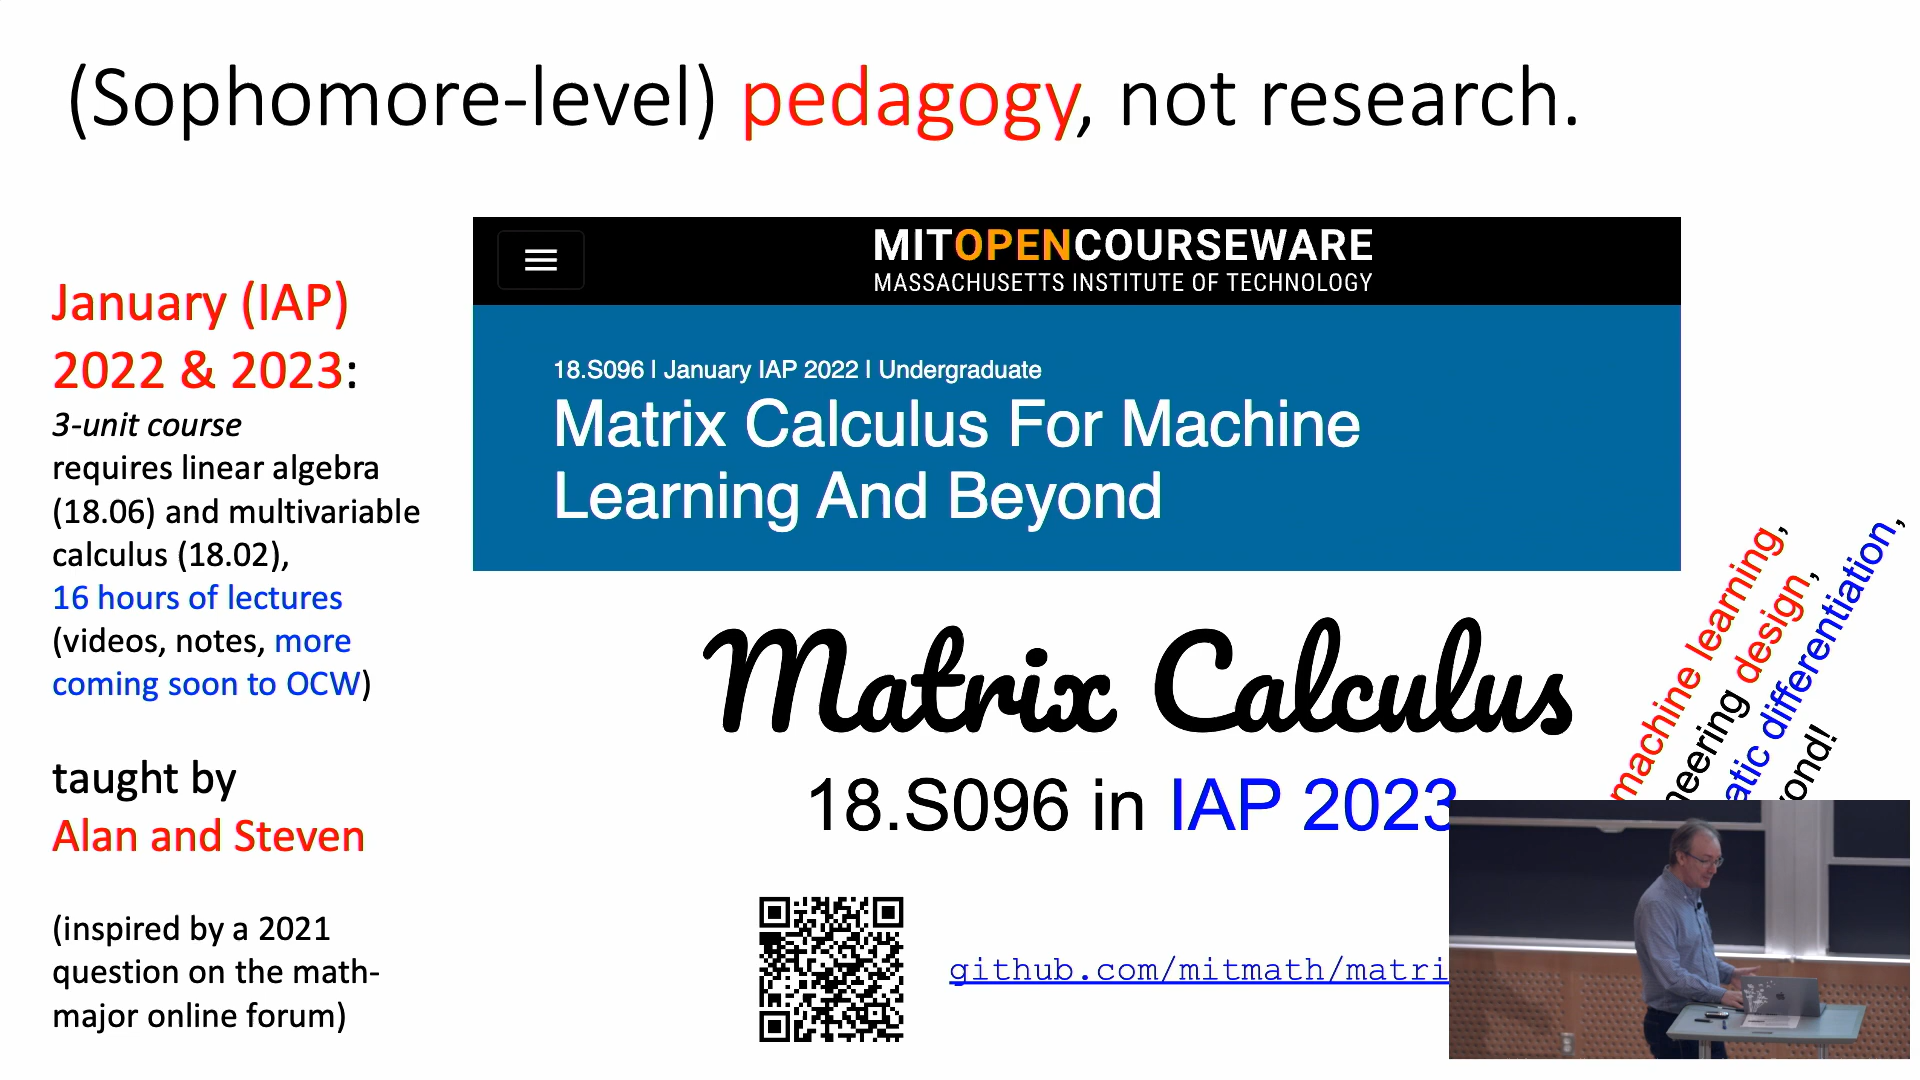 (Sophomore-level) pedagogy, not research.
January (IAP)
2022 & 2023:
3-unit course
requires linear algebra
(18.06) and multivariable
calculus (18.02),
16 hours of lectures
(videos, notes, more
coming soon to OCW)
taught by
Alan and Steven
(inspired by a 2021
question on the math-
major online forum)
MITOPENCOURSEWARE
MASSACHUSETTS INSTITUTE OF TECHNOLOGY
18.S096 | January IAP 2022 | Undergraduate
Matrix Calculus For Machine
Learning And Beyond
Matrix Calculus
18.S096 in IAP 2023
github.com/mitmath/matri
machine learning,
neering design,
atic differentiation,
ond!